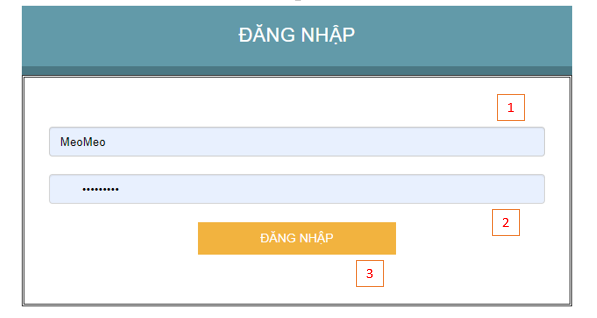 ĐĂNG NHẬP
1
MeoMeo
•••••••••
2
ĐĂNG NHẬP
3